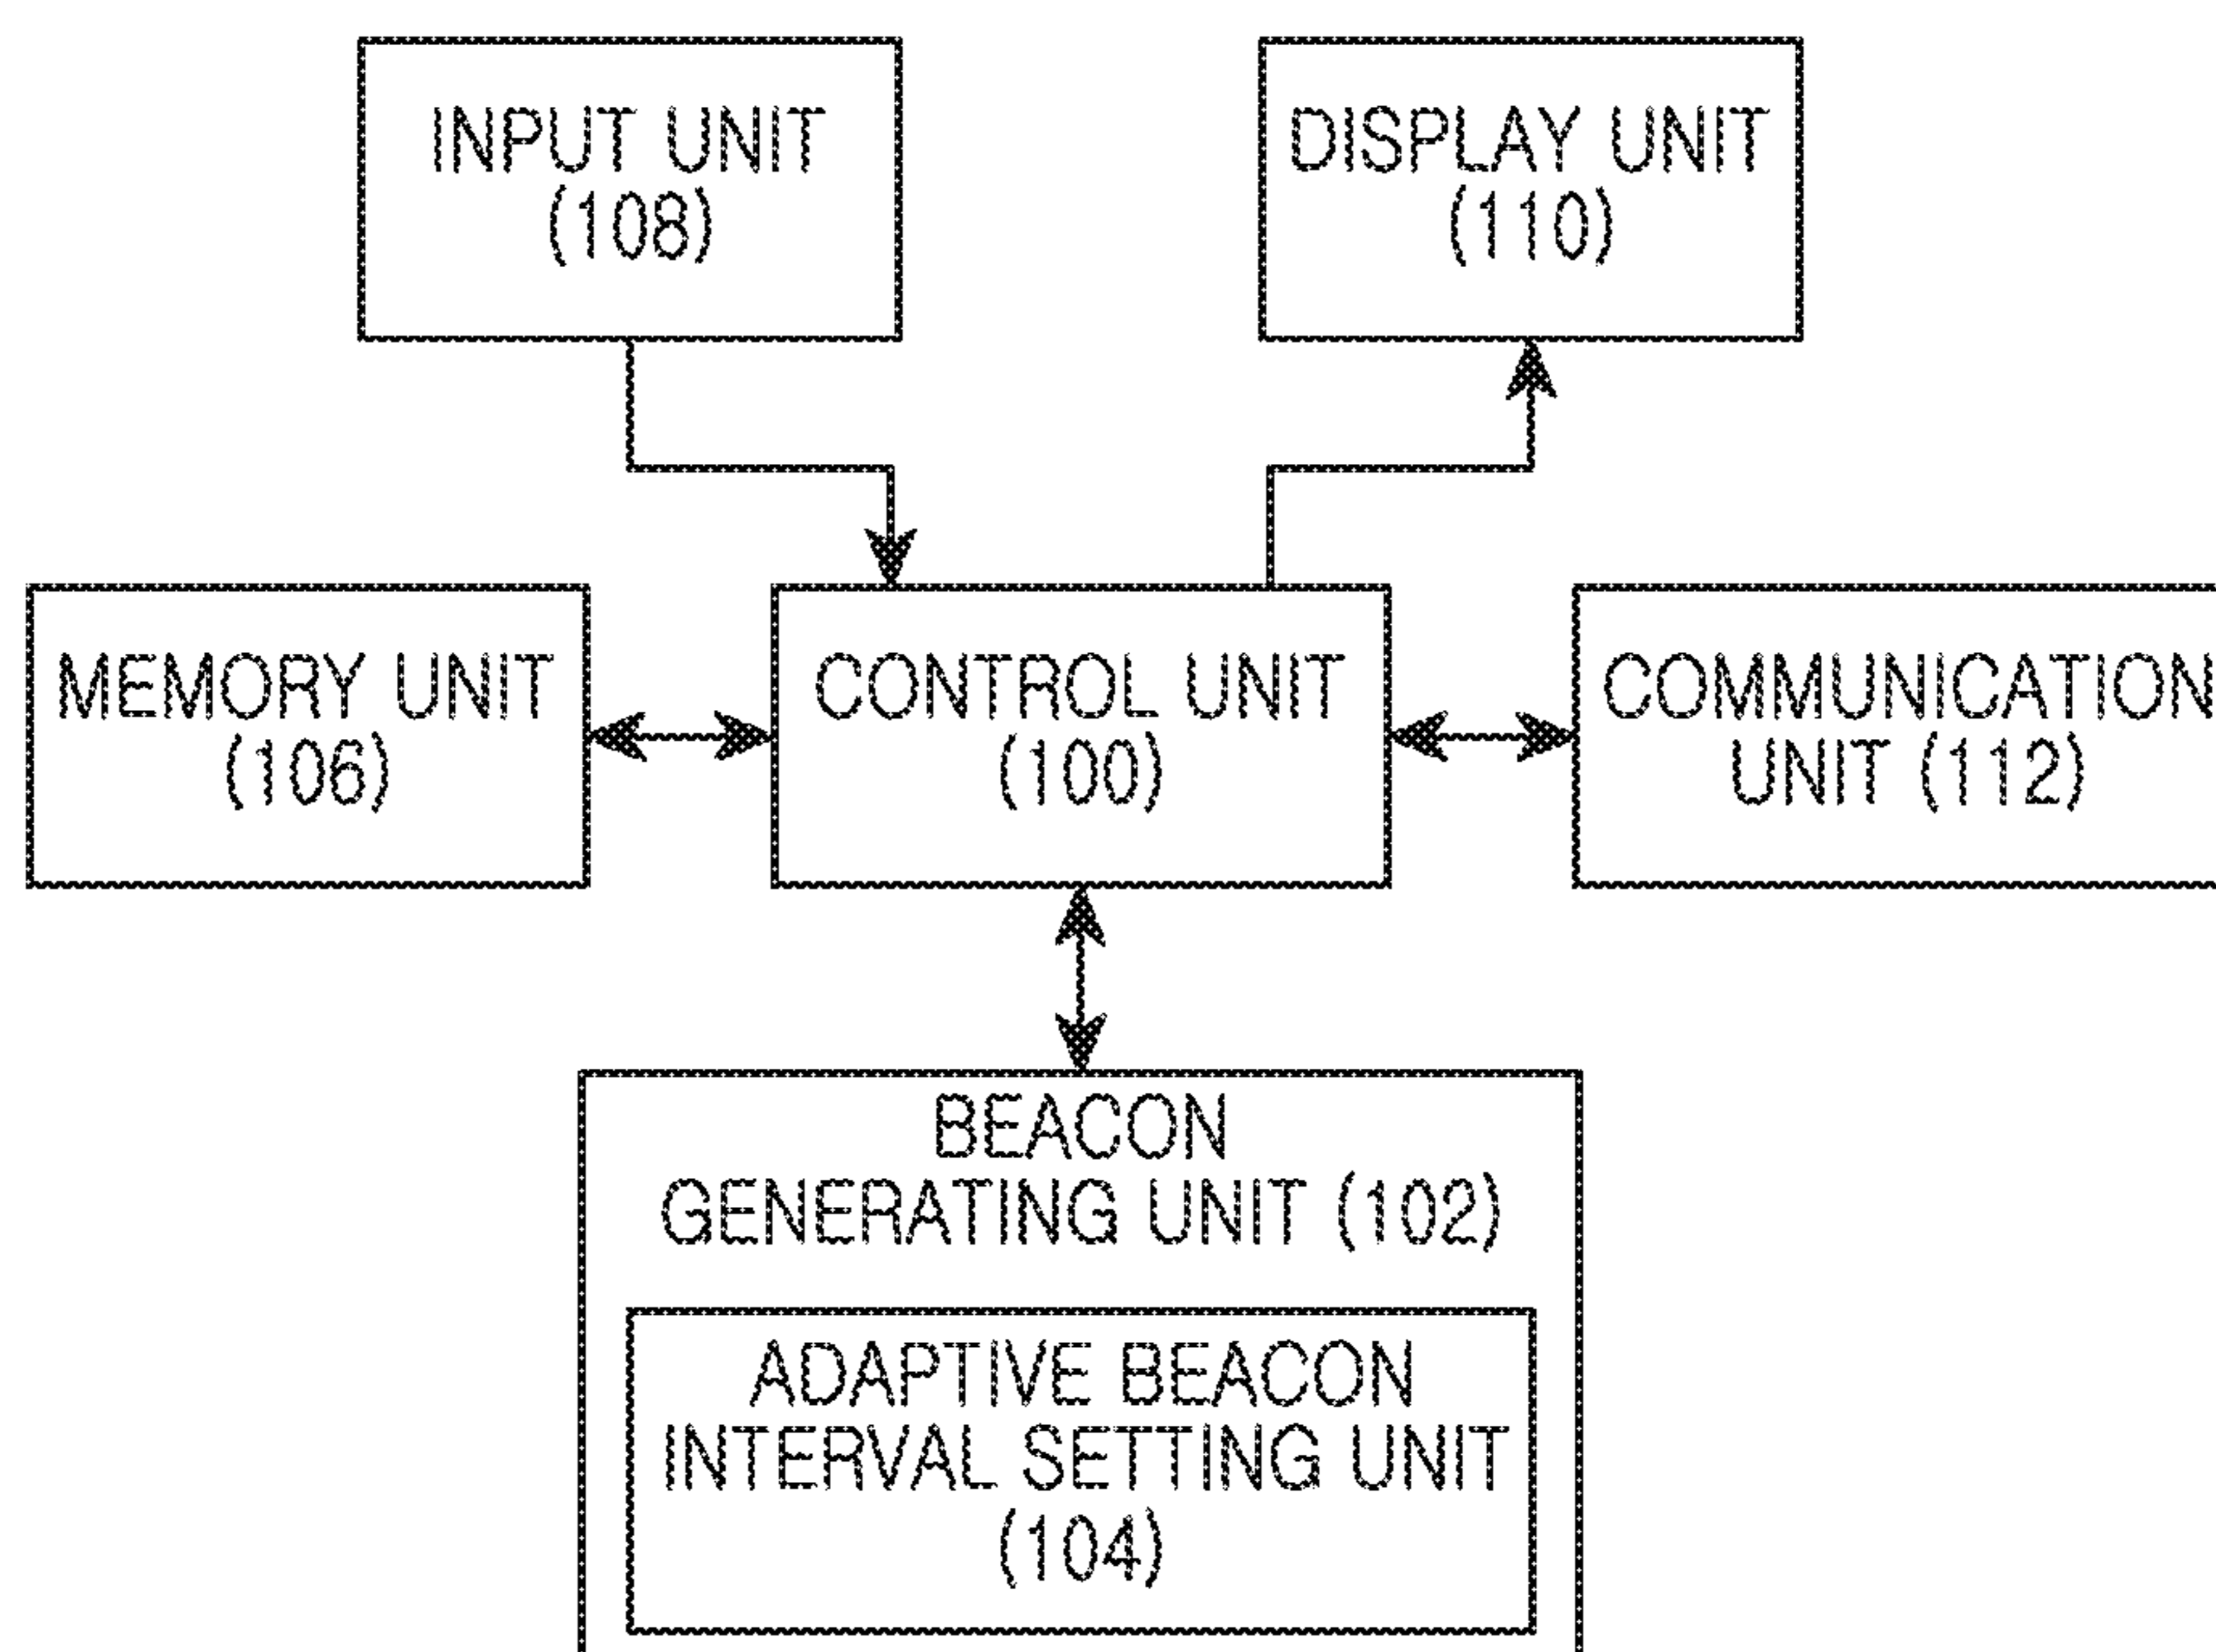 INPUT UNIT
(108)
DISPLAY UNIT
(110)
MEMORY UNIT
(106)
CONTROL UNIT
(100)
COMMUNICATION
UNIT (112)
BEACON
GENERATING UNIT (102)
ADAPTIVE BEACON
INTERVAL SETTING UNIT
(104)